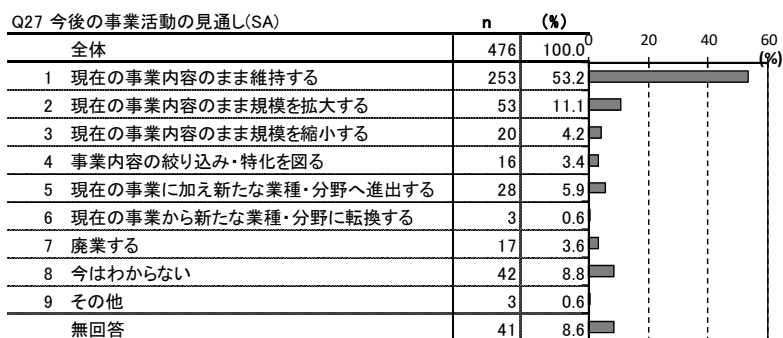 Q27 今後の事業活動の見通し(SA) n (%)
全体 476 100.0 0 20 40 60
(%)
1 現在の事業内容のまま維持する 253 53.2
2 現在の事業内容のまま規模を拡大する 53 11.1
3 現在の事業内容のまま規模を縮小する 20 4.2
4 事業内容の絞り込み・特化を図る 16 3.4
5 現在の事業に加え新たな業種・分野へ進出する 28 5.9
6 現在の事業から新たな業種・分野に転換する 3 0.6
7 廃業する 17 3.6
8 今はわからない 42 8.8
9 その他 3 0.6
無回答 41 8.6